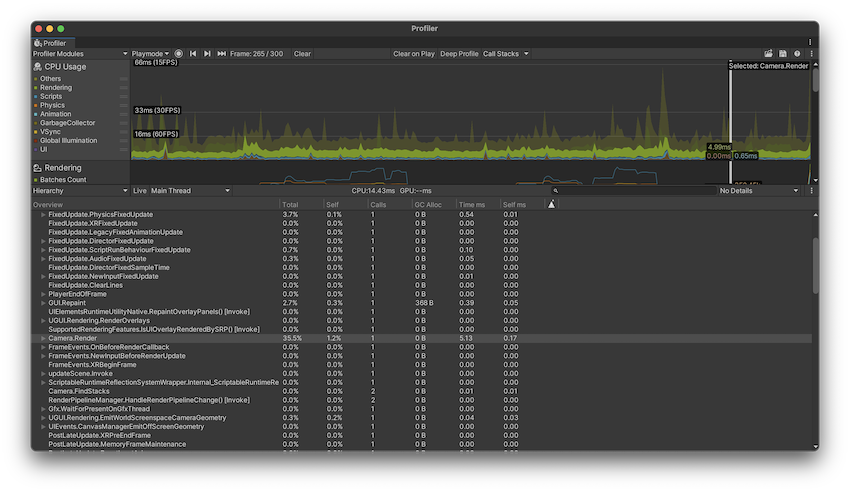 Profiler
Profiler
Profiler Modules Playmode Frame: 265 / 300 Clear Clear on Play Deep Profile Call Stacks
CPU Usage 66ms (15FPS) Selected: Camera.Render
Others
Rendering
Scripts
Physics 33ms (30FPS)
Animation
GarbageCollector
VSync 16ms (60FPS)
Global Illumination 4.99ms
UI 0.00ms 0.65ms
Rendering
Batches Count
Hierarchy Live Main Thread CPU:14.43ms GPU:--ms No Details
Overview Total Self Calls GC Alloc Time ms Self ms
FixedUpdate.PhysicsFixedUpdate 3.7% 0.1% 1 0 B 0.54 0.01
FixedUpdate.XRFixedUpdate 0.0% 0.0% 1 0 B 0.00 0.00
FixedUpdate.LegacyFixedAnimationUpdate 0.0% 0.0% 1 0 B 0.00 0.00
FixedUpdate.DirectorFixedUpdate 0.0% 0.0% 1 0 B 0.00 0.00
FixedUpdate.ScriptRunBehaviourFixedUpdate 0.7% 0.0% 1 0 B 0.10 0.00
FixedUpdate.AudioFixedUpdate 0.3% 0.0% 1 0 B 0.05 0.00
FixedUpdate.DirectorFixedSampleTime 0.0% 0.0% 1 0 B 0.00 0.00
FixedUpdate.NewInputFixedUpdate 0.0% 0.0% 1 0 B 0.01 0.00
FixedUpdate.ClearLines 0.0% 0.0% 1 0 B 0.00 0.00
PlayerEndOfFrame 0.0% 0.0% 1 0 B 0.00 0.00
GUI.Repaint 2.7% 0.3% 1 368 B 0.39 0.05
UIElementsRuntimeUtilityNative.RepaintOverlayPanels() [Invoke] 0.0% 0.0% 1 0 B 0.00 0.00
UGUI.Rendering.RenderOverlays 0.0% 0.0% 1 0 B 0.00 0.00
SupportedRenderingFeatures.IsUIOverlayRenderedBySRP() [Invoke] 0.0% 0.0% 1 0 B 0.00 0.00
Camera.Render 35.5% 1.2% 1 0 B 5.13 0.17
FrameEvents.OnBeforeRenderCallback 0.0% 0.0% 1 0 B 0.00 0.00
FrameEvents.NewInputBeforeRenderUpdate 0.0% 0.0% 1 0 B 0.00 0.00
FrameEvents.XRBeginFrame 0.0% 0.0% 1 0 B 0.00 0.00
updateScene.Invoke 0.0% 0.0% 1 0 B 0.00 0.00
ScriptableRuntimeReflectionSystemWrapper.Internal_ScriptableRuntimeRe 0.0% 0.0% 1 0 B 0.00 0.00
Camera.FindStacks 0.0% 0.0% 2 0 B 0.01 0.01
RenderPipelineManager.HandleRenderPipelineChange() [Invoke] 0.0% 0.0% 2 0 B 0.00 0.00
Gfx.WaitForPresentOnGfxThread 0.0% 0.0% 1 0 B 0.00 0.00
UGUI.Rendering.EmitWorldScreenspaceCameraGeometry 0.3% 0.2% 1 0 B 0.04 0.03
UIEvents.CanvasManagerEmitOffScreenGeometry 0.0% 0.0% 1 0 B 0.00 0.00
PostLateUpdate.XRPreEndFrame 0.0% 0.0% 1 0 B 0.00 0.00
PostLateUpdate.MemoryFrameMaintenance 0.0% 0.0% 1 0 B 0.00 0.00